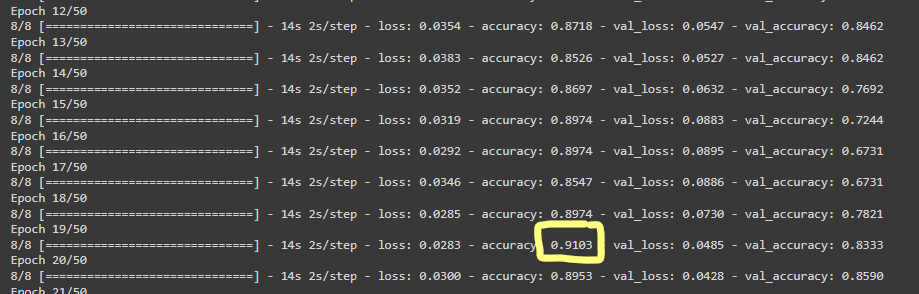 Epoch 12/50
8/8 [==============================] - 14s 2s/step - loss: 0.0354 - accuracy: 0.8718 - val_loss: 0.0547 - val_accuracy: 0.8462
Epoch 13/50
8/8 [==============================] - 14s 2s/step - loss: 0.0383 - accuracy: 0.8526 - val_loss: 0.0527 - val_accuracy: 0.8462
Epoch 14/50
8/8 [==============================] - 14s 2s/step - loss: 0.0352 - accuracy: 0.8697 - val_loss: 0.0632 - val_accuracy: 0.7692
Epoch 15/50
8/8 [==============================] - 14s 2s/step - loss: 0.0319 - accuracy: 0.8974 - val_loss: 0.0883 - val_accuracy: 0.7244
Epoch 16/50
8/8 [==============================] - 14s 2s/step - loss: 0.0292 - accuracy: 0.8974 - val_loss: 0.0895 - val_accuracy: 0.6731
Epoch 17/50
8/8 [==============================] - 14s 2s/step - loss: 0.0346 - accuracy: 0.8547 - val_loss: 0.0886 - val_accuracy: 0.6731
Epoch 18/50
8/8 [==============================] - 14s 2s/step - loss: 0.0285 - accuracy: 0.8974 - val_loss: 0.0730 - val_accuracy: 0.7821
Epoch 19/50
8/8 [==============================] - 14s 2s/step - loss: 0.0283 - accuracy 0.9103 - val_loss: 0.0485 - val_accuracy: 0.8333
Epoch 20/50
8/8 [==============================] - 14s 2s/step - loss: 0.0300 - accuracy: 0.8953 - val_loss: 0.0428 - val_accuracy: 0.8590
Epoch 21/50